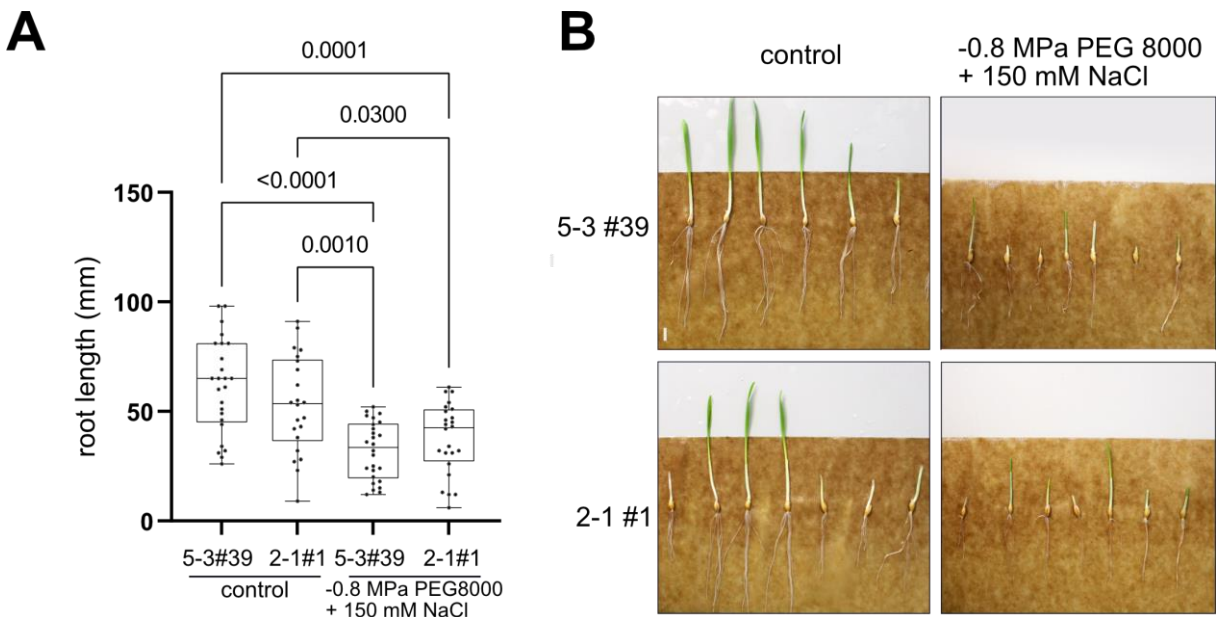 A
0.0001
0.0300
<0.0001
0.0010
150
100
50
0
root length (mm)
5-3#39 2-1#1 5-3#39 2-1#1
control
-0.8 MPa PEG8000
+ 150 mM NaCl
B
control
-0.8 MPa PEG 8000
+ 150 mM NaCl
5-3 #39
2-1 #1